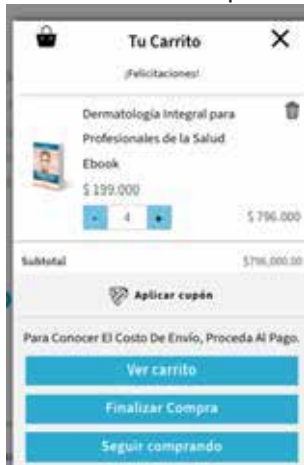 Tu Carrito
¡Felicitaciones!
Dermatología Integral para
Profesionales de la Salud
Ebook
$ 199.000
- 4 +
$ 796.000
Subtotal
$796,000.00
Aplicar cupón
Para Conocer El Costo De Envío, Proceda Al Pago.
Ver carrito
Finalizar Compra
Seguir comprando